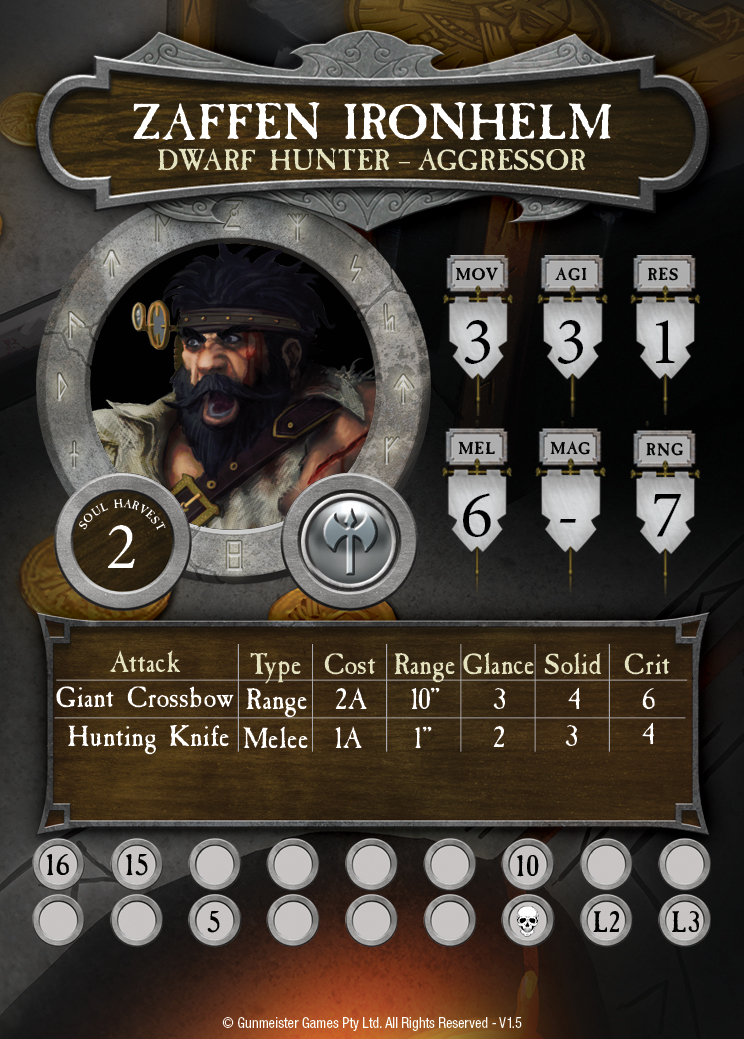 ZAFFEN IRONHELM
DWARF HUNTER – AGGRESSOR
MOV AGI RES
3 3 1
MEL MAG RNG
6 - 7
SOUL HARVEST
2
Attack Type Cost Range Glance Solid Crit
Giant Crossbow Range 2A 10” 3 4 6
Hunting Knife Melee 1A 1” 2 3 4
16 15 10
5 L2 L3
© Gunmeister Games Pty Ltd. All Rights Reserved - V1.5